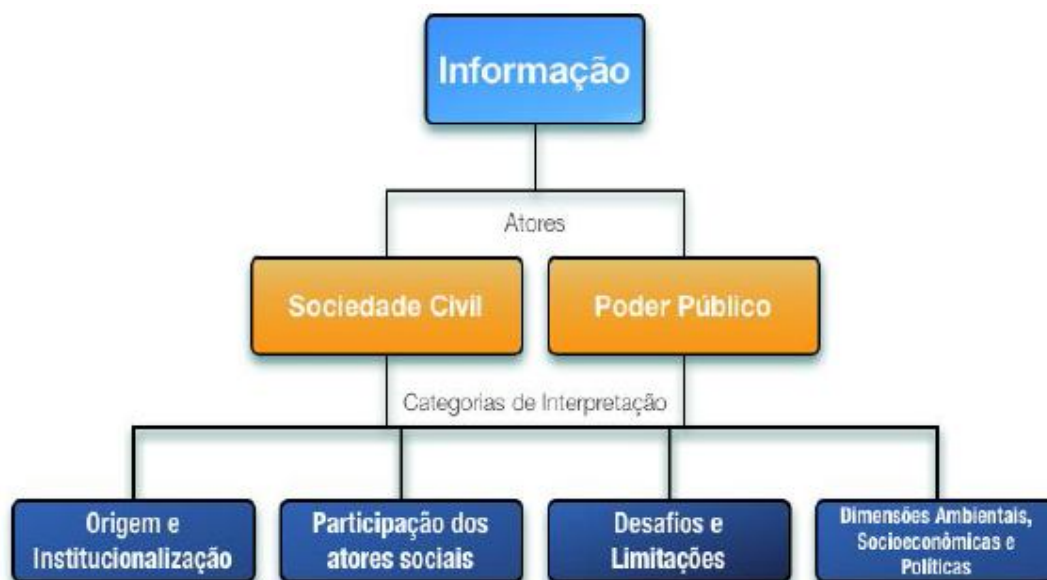 Informação
Atores
Sociedade Civil
Poder Público
Categorias de Interpretação
Origem e
Institucionalização
Participação dos
atores sociais
Desafios e
Limitações
Dimensões Ambientais,
Socioeconômicas e
Políticas